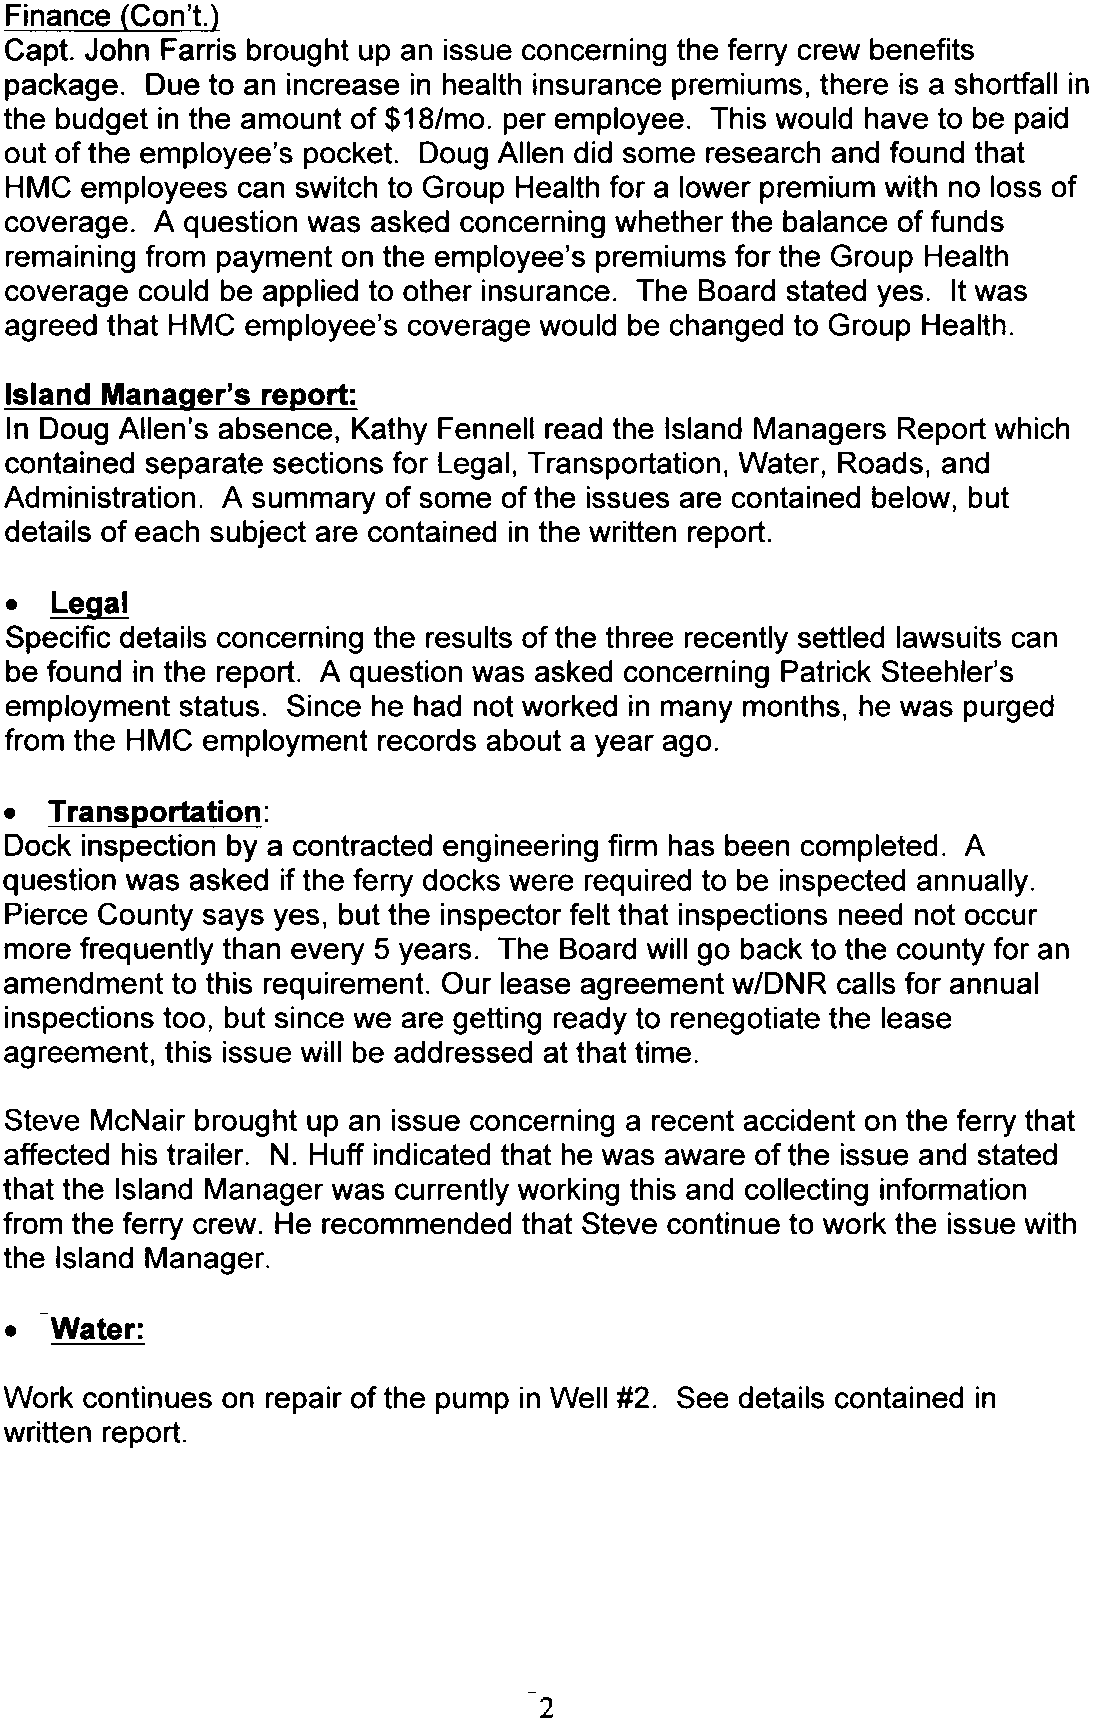 Finance (Con't.)
Capt. John Farris brought up an issue concerning the ferry crew benefits
package.  Due to an increase in health insurance premiums, there is a shortfall in
the budget in the amount of $18/mo. per employee.  This would have to be paid
out of the employee's pocket.  Doug Allen did some research and found that
HMC employees can switch to Group Health for a lower premium with no loss of
coverage.  A question was asked concerning whether the balance of funds
remaining from payment on the employee's premiums for the Group Health
coverage could be applied to other insurance.  The Board stated yes.  It was
agreed that HMC employee's coverage would be changed to Group Health.
Island Manager's report:
In Doug Allen's absence, Kathy Fennell read the Island Managers Report which
contained separate sections for Legal, Transportation, Water, Roads, and
Administration.  A summary of some of the issues are contained below, but
details of each subject are contained in the written report.
• Legal
Specific details concerning the results of the three recently settled lawsuits can
be found in the report.  A question was asked concerning Patrick Steehler's
employment status.  Since he had not worked in many months, he was purged
from the HMC employment records about a year ago.
• Transportation:
Dock inspection by a contracted engineering firm has been completed.  A
question was asked if the ferry docks were required to be inspected annually.
Pierce County says yes, but the inspector felt that inspections need not occur
more frequently than every 5 years.  The Board will go back to the county for an
amendment to this requirement. Our lease agreement w/DNR calls for annual
inspections too, but since we are getting ready to renegotiate the lease
agreement, this issue will be addressed at that time.
Steve McNair brought up an issue concerning a recent accident on the ferry that
affected his trailer.  N. Huff indicated that he was aware of the issue and stated
that the Island Manager was currently working this and collecting information
from the ferry crew. He recommended that Steve continue to work the issue with
the Island Manager.
• Water:
Work continues on repair of the pump in Well #2.  See details contained in
written report.
2